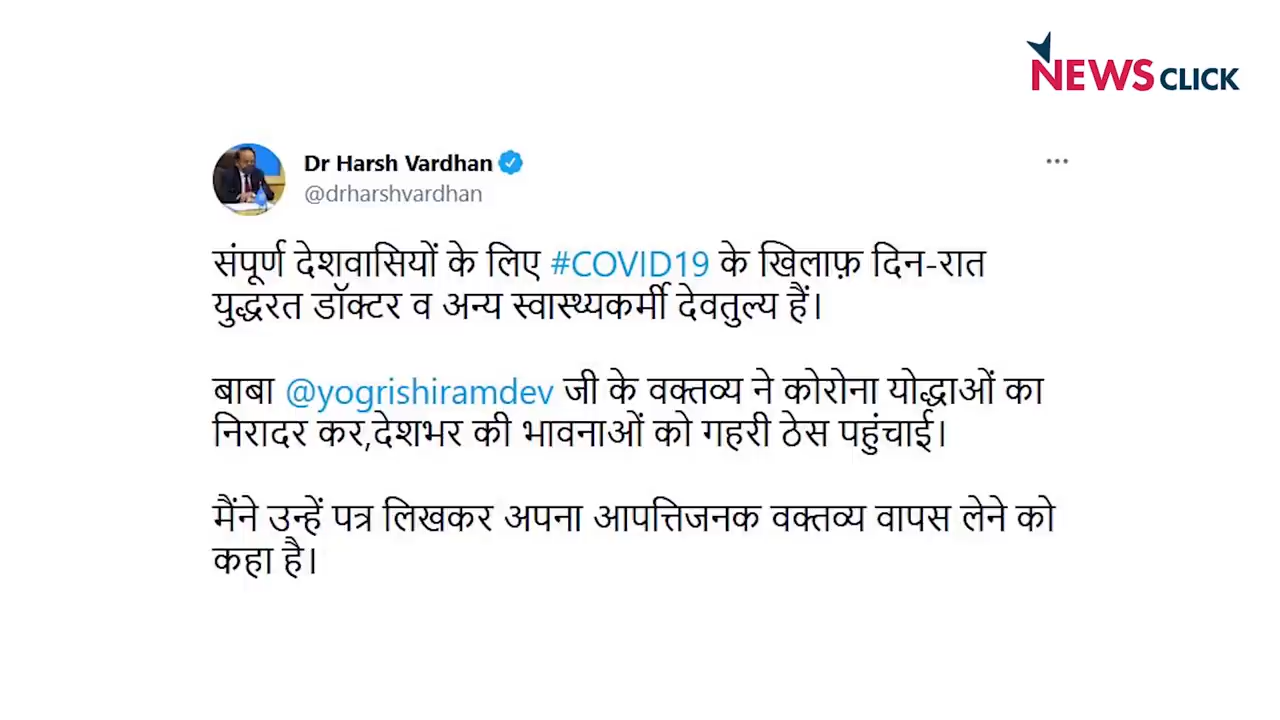 NEWS CLICK
Dr Harsh Vardhan
@drharshvardhan
संपूर्ण देशवासियों के लिए #COVID19 के खिलाफ़ दिन-रात
युद्धरत डॉक्टर व अन्य स्वास्थ्यकर्मी देवतुल्य हैं।
बाबा @yogrishiramdev जी के वक्तव्य ने कोरोना योद्धाओं का
निरादर कर,देशभर की भावनाओं को गहरी ठेस पहुंचाई।
मैंने उन्हें पत्र लिखकर अपना आपत्तिजनक वक्तव्य वापस लेने को
कहा है।